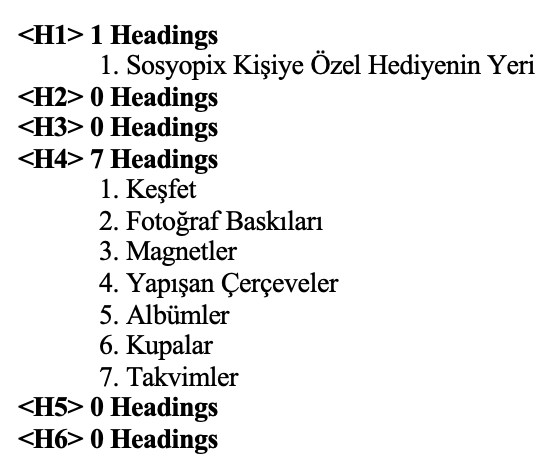 <H1> 1 Headings
1. Sosyopix Kişiye Özel Hediyenin Yeri
<H2> 0 Headings
<H3> 0 Headings
<H4> 7 Headings
1. Keşfet
2. Fotoğraf Baskıları
3. Magnetler
4. Yapışan Çerçeveler
5. Albümler
6. Kupalar
7. Takvimler
<H5> 0 Headings
<H6> 0 Headings